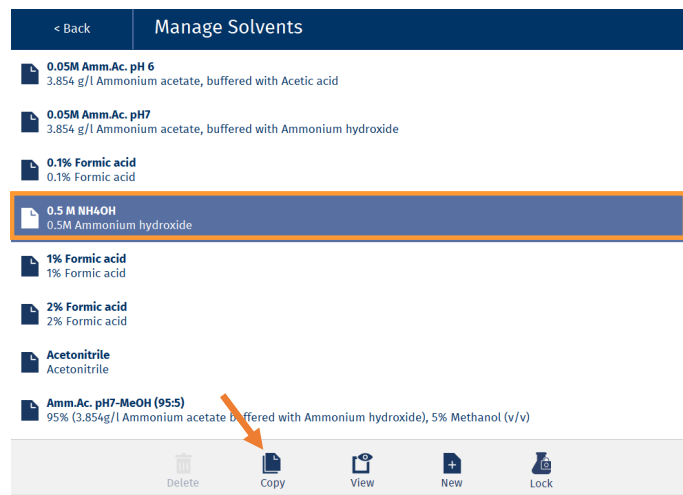 < Back
Manage Solvents
0.05M Amm.Ac. pH 6
3.854 g/l Ammonium acetate, buffered with Acetic acid
0.05M Amm.Ac. pH7
3.854 g/l Ammonium acetate, buffered with Ammonium hydroxide
0.1% Formic acid
0.1% Formic acid
0.5 M NH4OH
0.5M Ammonium hydroxide
1% Formic acid
1% Formic acid
2% Formic acid
2% Formic acid
Acetonitrile
Acetonitrile
Amm.Ac. pH7-MeOH (95:5)
95% (3.854g/l Ammonium acetate buffered with Ammonium hydroxide), 5% Methanol (v/v)
Delete
Copy
View
New
Lock